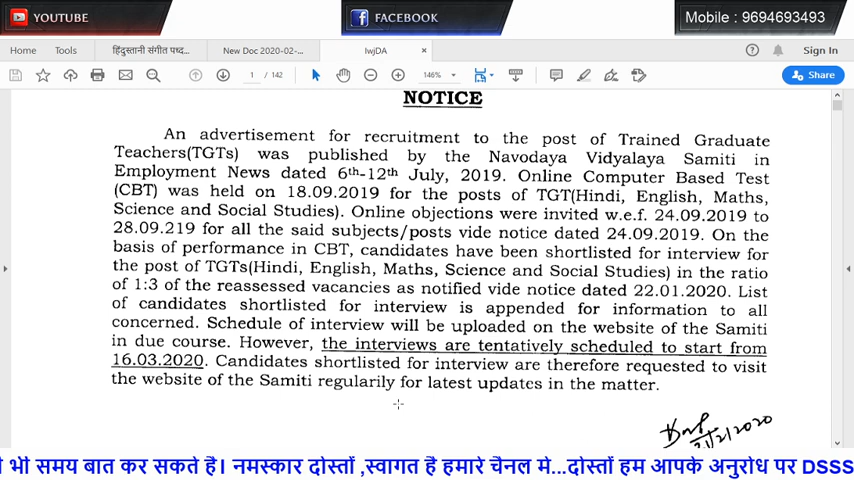 YOUTUBE
FACEBOOK
Mobile : 9694693493
Home Tools हिंदुस्तानी संगीत पध्द... New Doc 2020-02-... IwjDA × Sign In
1 / 142 146% Share
NOTICE
An advertisement for recruitment to the post of Trained Graduate
Teachers(TGTs) was published by the Navodaya Vidyalaya Samiti in
Employment News dated 6th-12th July, 2019. Online Computer Based Test
(CBT) was held on 18.09.2019 for the posts of TGT(Hindi, English, Maths,
Science and Social Studies). Online objections were invited w.e.f. 24.09.2019 to
28.09.219 for all the said subjects/posts vide notice dated 24.09.2019. On the
basis of performance in CBT, candidates have been shortlisted for interview for
the post of TGTs(Hindi, English, Maths, Science and Social Studies) in the ratio
of 1:3 of the reassessed vacancies as notified vide notice dated 22.01.2020. List
of candidates shortlisted for interview is appended for information to all
concerned. Schedule of interview will be uploaded on the website of the Samiti
in due course. However, the interviews are tentatively scheduled to start from
16.03.2020. Candidates shortlisted for interview are therefore requested to visit
the website of the Samiti regularily for latest updates in the matter.
भी समय बात कर सकते हैं। नमस्कार दोस्तों ,स्वागत है हमारे चैनल में...दोस्तों हम आपके अनुरोध पर DSSS